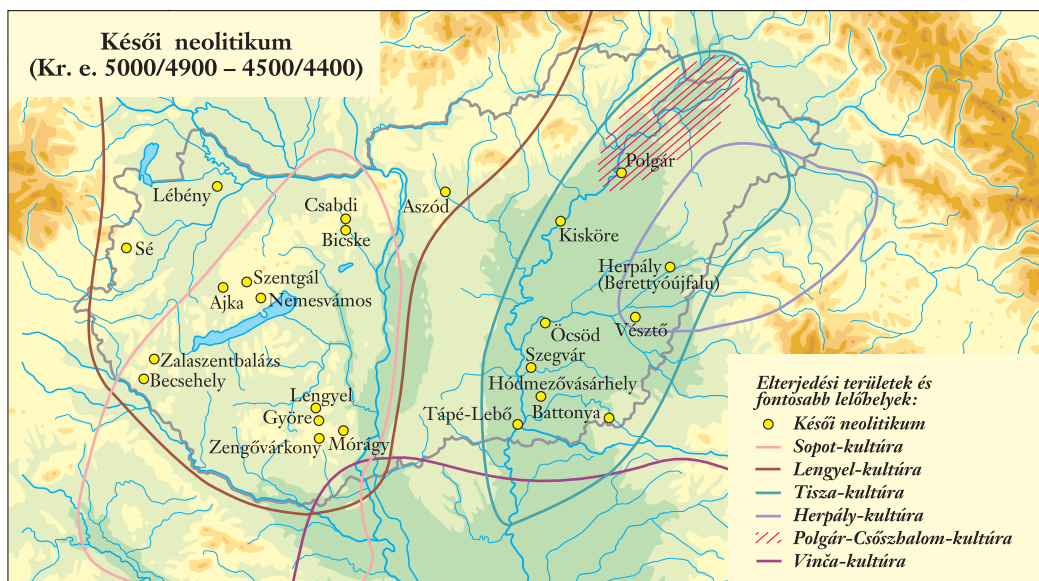 Késői neolitikum
(Kr. e. 5000/4900 – 4500/4400)
Polgár
Lébény
Aszód
Csabdi
Bicske
Kisköre
Sé
Herpály
(Berettyóújfalu)
Szentgál
Ajka
Nemesvámos
Öcsöd
Vésztő
Zalaszentbalázs
Szegvár
Becsehely
Hódmezővásárhely
Lengyel
Györe
Tápé-Lebő
Battonya
Zengővárkony
Mórágy
Elterjedési területek és
fontosabb lelőhelyek:
Késői neolitikum
Sopot-kultúra
Lengyel-kultúra
Tisza-kultúra
Herpály-kultúra
Polgár-Csőszhalom-kultúra
Vinča-kultúra